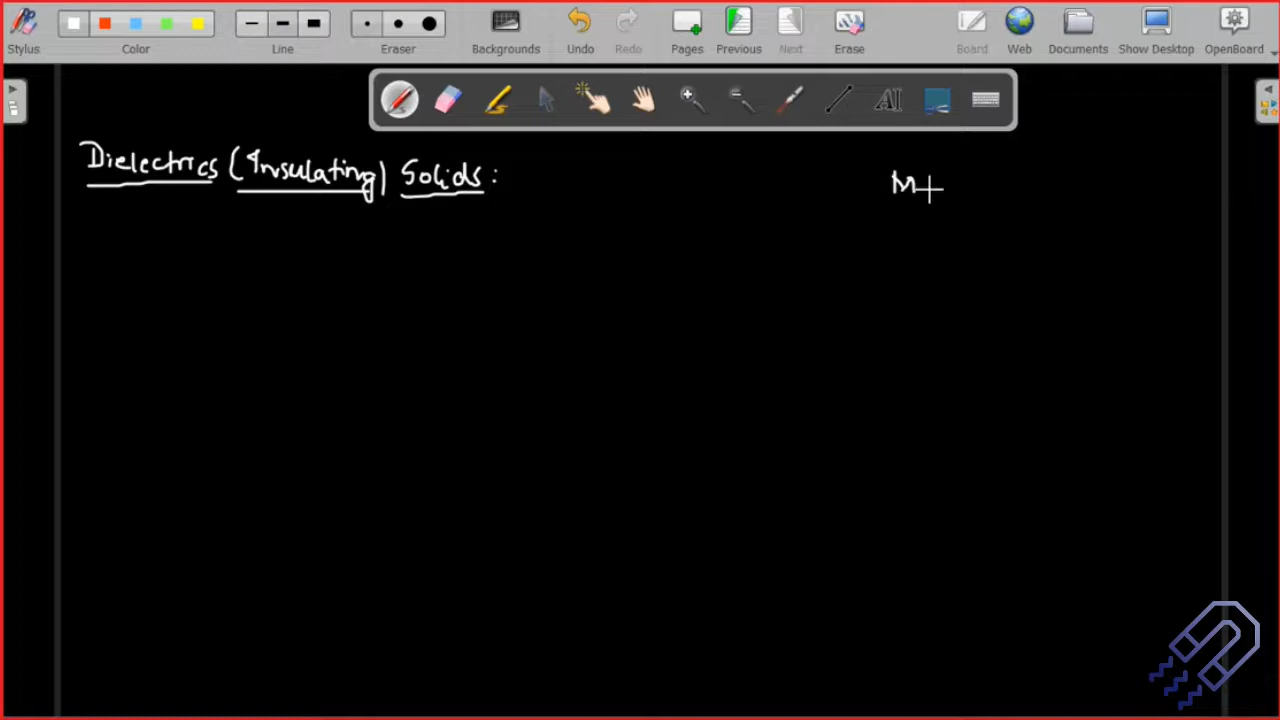 Stylus Color Line Eraser Backgrounds Undo Redo Pages Previous Next Erase Board Web Documents Show Desktop OpenBoard
AI
Dielectrics (Insulating) Solids : M